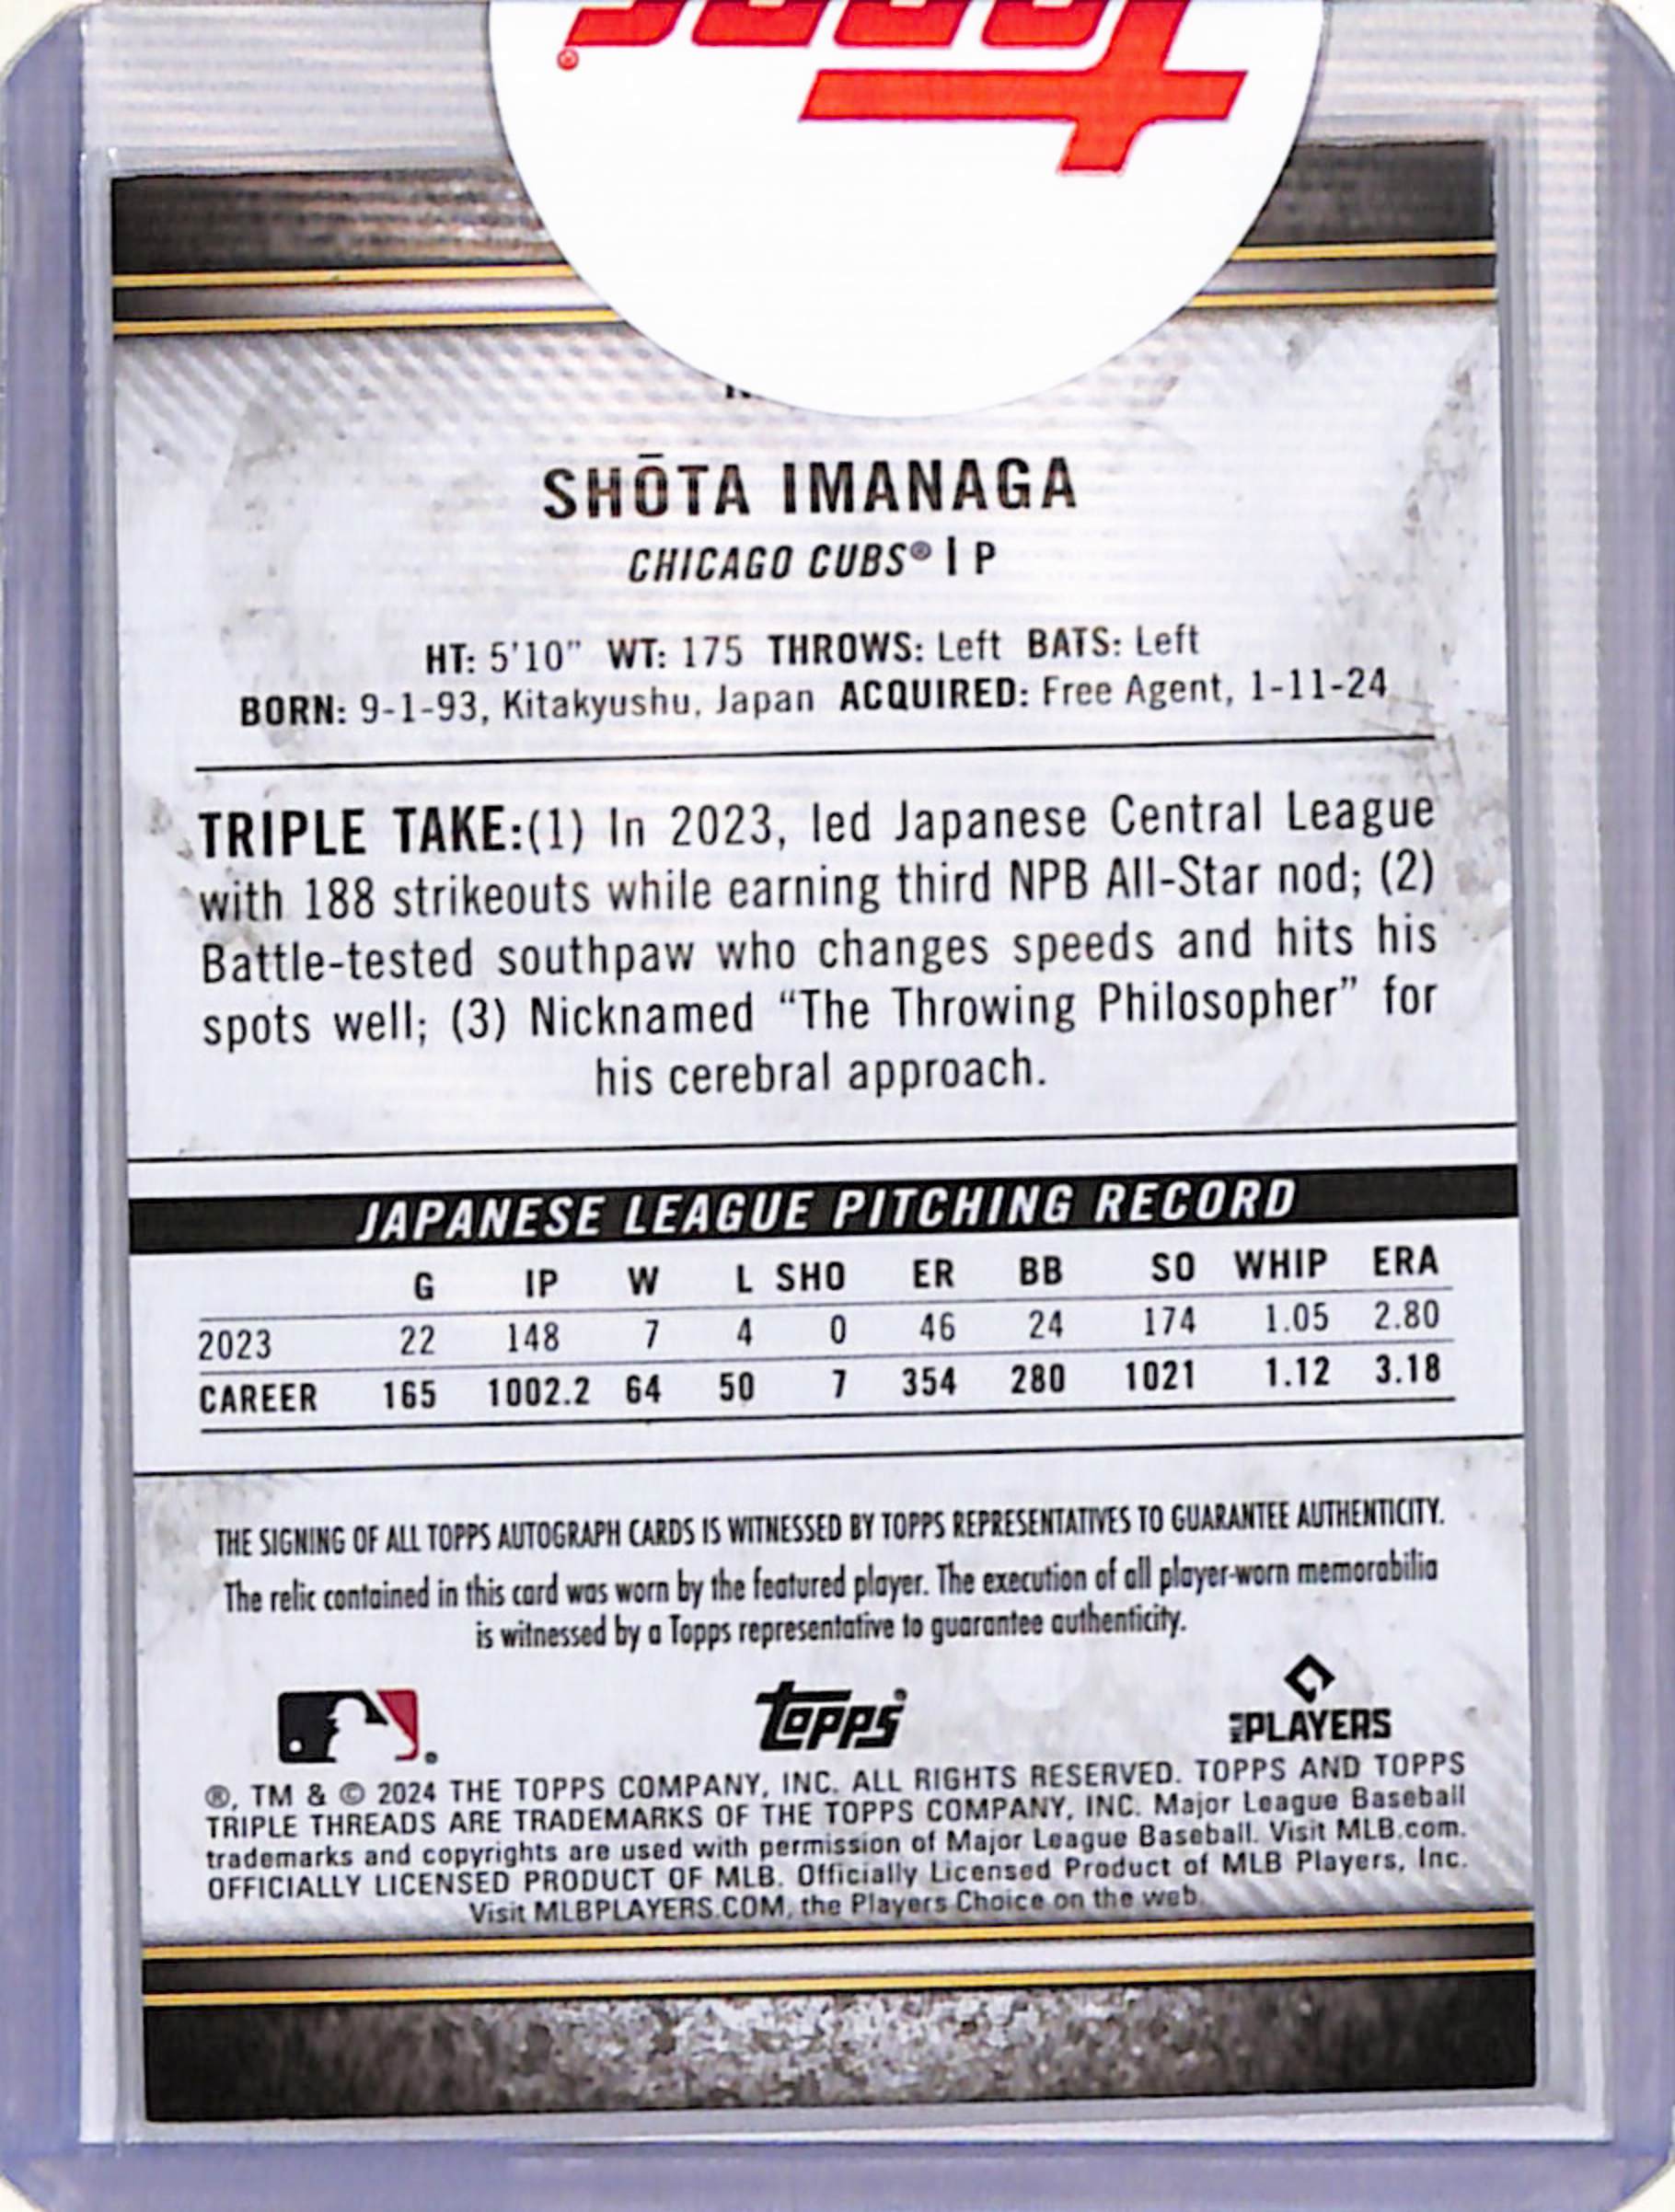 Topps®
SHŌTA IMANAGA
CHICAGO CUBS® | P
HT: 5'10" WT: 175 THROWS: Left BATS: Left
BORN: 9-1-93, Kitakyushu, Japan ACQUIRED: Free Agent, 1-11-24
TRIPLE TAKE:(1) In 2023, led Japanese Central League
with 188 strikeouts while earning third NPB All-Star nod; (2)
Battle-tested southpaw who changes speeds and hits his
spots well; (3) Nicknamed “The Throwing Philosopher” for
his cerebral approach.
JAPANESE LEAGUE PITCHING RECORD
G IP W L SHO ER BB SO WHIP ERA
2023 22 148 7 4 0 46 24 174 1.05 2.80
CAREER 165 1002.2 64 50 7 354 280 1021 1.12 3.18
THE SIGNING OF ALL TOPPS AUTOGRAPH CARDS IS WITNESSED BY TOPPS REPRESENTATIVES TO GUARANTEE AUTHENTICITY.
The relic contained in this card was worn by the featured player. The execution of all player-worn memorabilia
is witnessed by a Topps representative to guarantee authenticity.
Topps® PLAYERS
®, TM & © 2024 THE TOPPS COMPANY, INC. ALL RIGHTS RESERVED. TOPPS AND TOPPS
TRIPLE THREADS ARE TRADEMARKS OF THE TOPPS COMPANY, INC. Major League Baseball
trademarks and copyrights are used with permission of Major League Baseball. Visit MLB.com.
OFFICIALLY LICENSED PRODUCT OF MLB. Officially Licensed Product of MLB Players, Inc.
Visit MLBPLAYERS.COM, the Players Choice on the web.